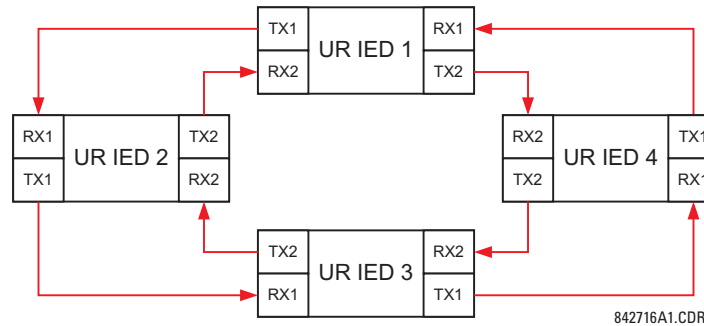 TX1 UR IED 1 RX1
RX2 TX2
RX1 UR IED 2 TX2
TX1 RX2
RX2 UR IED 4 TX1
TX2 RX1
TX2 UR IED 3 RX2
RX1 TX1
842716A1.CDR